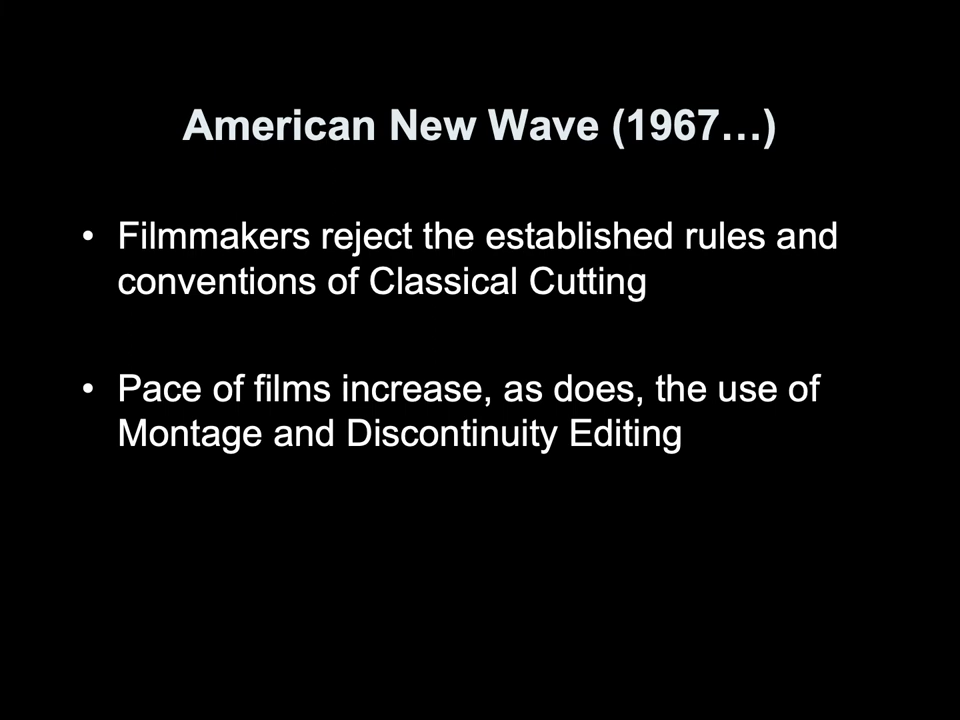 American New Wave (1967…)
• Filmmakers reject the established rules and
conventions of Classical Cutting
• Pace of films increase, as does, the use of
Montage and Discontinuity Editing